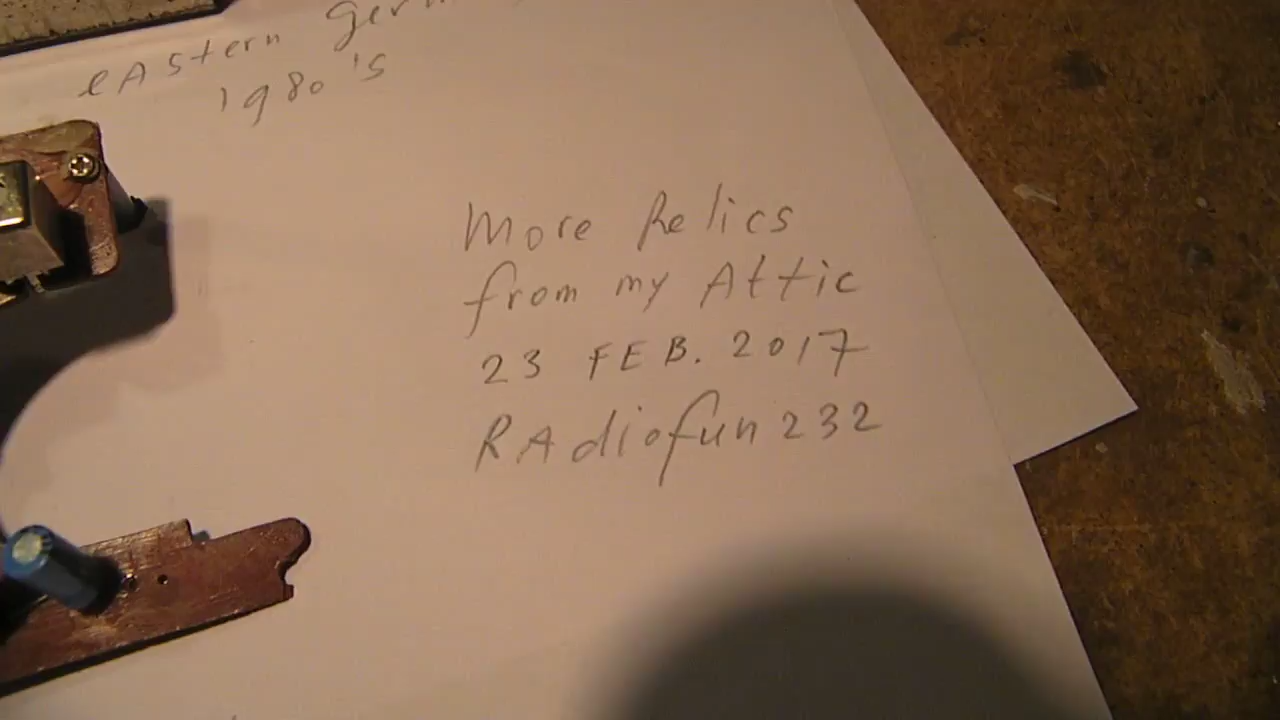 eAstern
1980's
More Relics
from my Attic
23 FEB. 2017
RAdiofun232